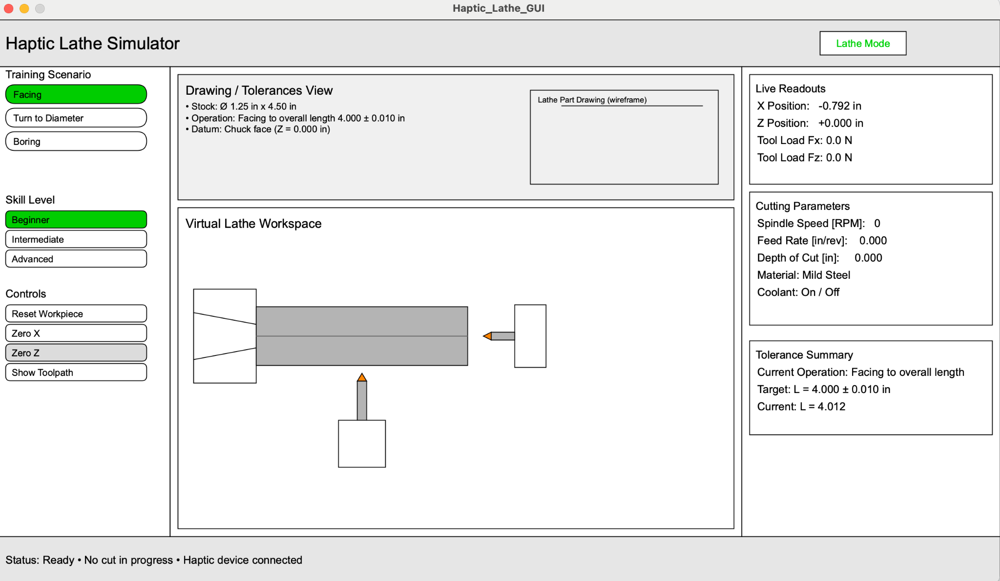 Haptic_Lathe_GUI
Haptic Lathe Simulator
Lathe Mode
Training Scenario
Facing
Turn to Diameter
Boring
Skill Level
Beginner
Intermediate
Advanced
Controls
Reset Workpiece
Zero X
Zero Z
Show Toolpath
Drawing / Tolerances View
• Stock: Ø 1.25 in x 4.50 in
• Operation: Facing to overall length 4.000 ± 0.010 in
• Datum: Chuck face (Z = 0.000 in)
Lathe Part Drawing (wireframe)
Virtual Lathe Workspace
Live Readouts
X Position: -0.792 in
Z Position: +0.000 in
Tool Load Fx: 0.0 N
Tool Load Fz: 0.0 N
Cutting Parameters
Spindle Speed [RPM]: 0
Feed Rate [in/rev]: 0.000
Depth of Cut [in]: 0.000
Material: Mild Steel
Coolant: On / Off
Tolerance Summary
Current Operation: Facing to overall length
Target: L = 4.000 ± 0.010 in
Current: L = 4.012
Status: Ready • No cut in progress • Haptic device connected